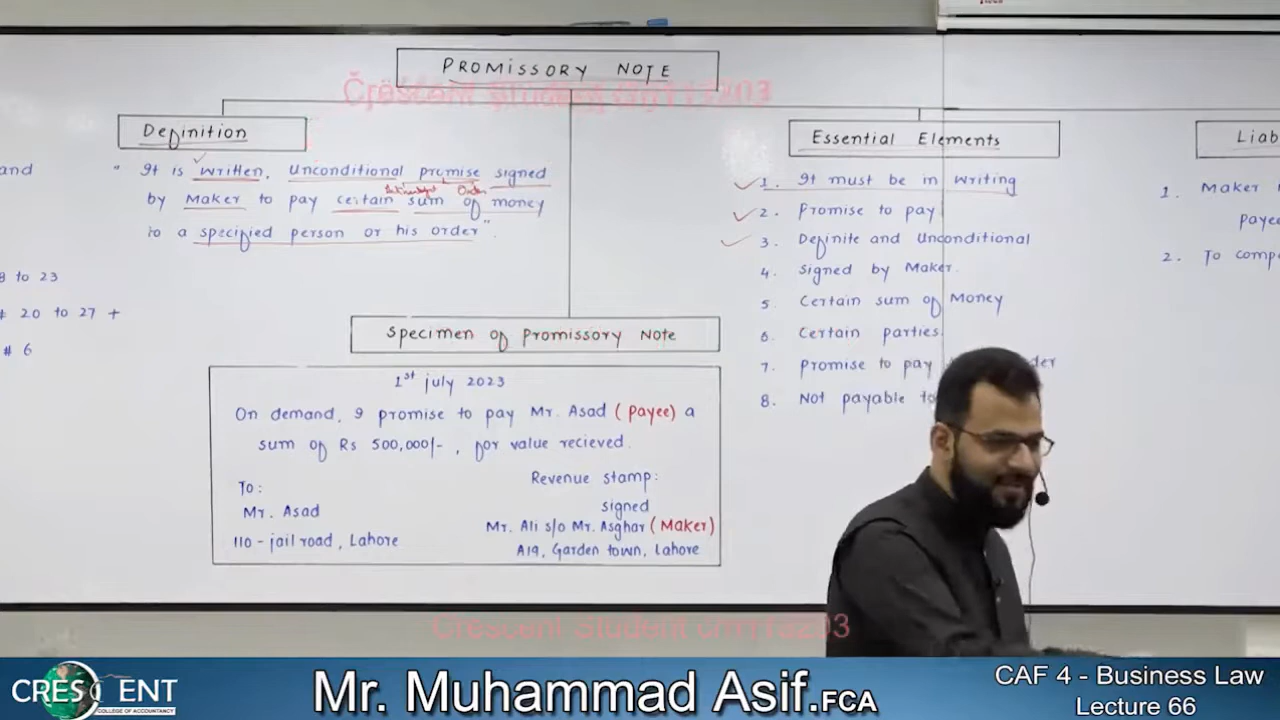 PROMISSORY NOTE
Crescent Student
Definition
" It is written, Unconditional promise signed
by Maker to pay certain sum of money
to a specified person or his order".
Order
and
8 to 23
# 20 to 27 +
# 6
Specimen of Promissory Note
1st july 2023
On demand, I promise to pay Mr. Asad (payee) a
sum of Rs 500,000/-, for value recieved.
To:
Mr. Asad
110 - jail road, Lahore
Revenue stamp:
signed
Mr. Ali s/o Mr. Asghar (Maker)
A19, Garden town, Lahore
Essential Elements
1. It must be in writing
2. Promise to pay
3. Definite and Unconditional
4. Signed by Maker.
5. Certain sum of Money
6. Certain parties.
7. Promise to pay
8. Not payable to
Liab
1. Maker
payee
2. To comp
Crescent Student
CRESCENT
COLLEGE OF ACCOUNTANCY
Mr. Muhammad Asif.FCA
CAF 4 - Business Law
Lecture 66